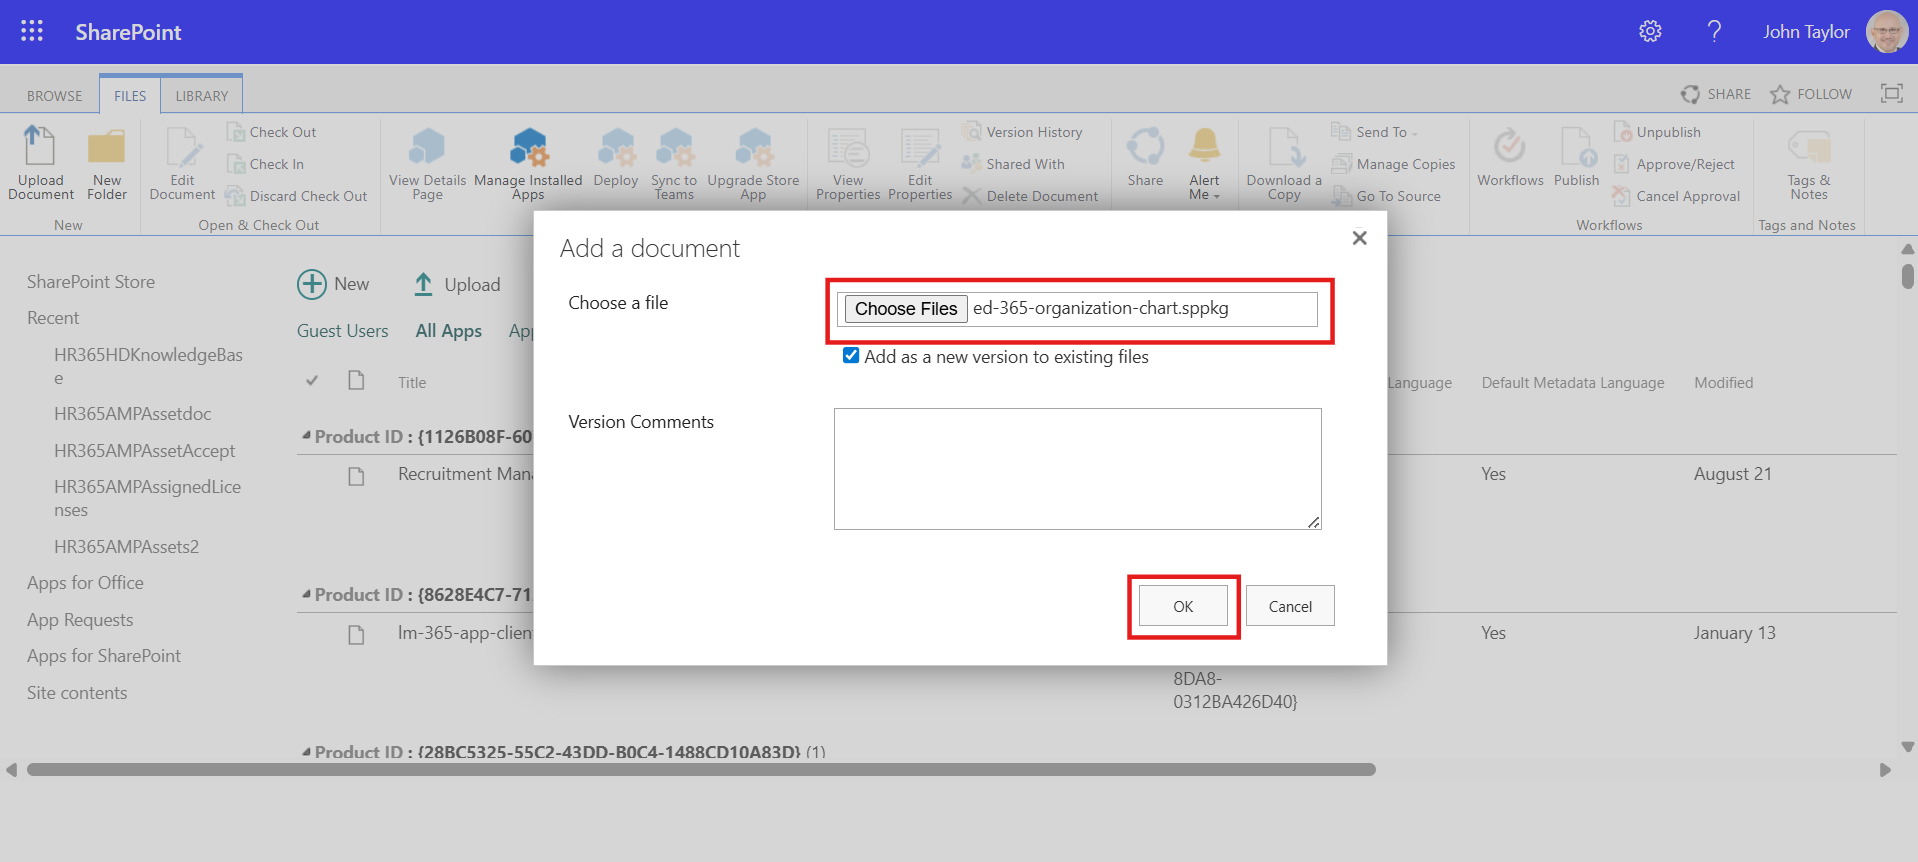 SharePoint
?
John Taylor
BROWSE
FILES
LIBRARY
SHARE
FOLLOW
Upload
Document
New
Folder
New
Edit
Document
Check Out
Check In
Discard Check Out
Open & Check Out
View Details
Page
Manage Installed
Apps
Deploy
Sync to
Teams
Upgrade Store
App
View
Properties
Edit
Properties
Version History
Shared With
Delete Document
Share
Alert
Me
Download a
Copy
Send To
Manage Copies
Go To Source
Workflows
Publish
Unpublish
Approve/Reject
Cancel Approval
Workflows
Tags &
Notes
Tags and Notes
SharePoint Store
Recent
HR365HDKnowledgeBas
e
HR365AMPAssetdoc
HR365AMPAssetAccept
HR365AMPAssignedLice
nses
HR365AMPAssets2
Apps for Office
App Requests
Apps for SharePoint
Site contents
New
Upload
Guest Users
All Apps
App
Title
Language
Default Metadata Language
Modified
Product ID : {1126B08F-60
Recruitment Mana
Yes
August 21
Product ID : {8628E4C7-71
lm-365-app-client
Yes
January 13
8DA8-
0312BA426D40}
Product ID : {28BC5325-55C2-43DD-B0C4-1488CD10A83D} (1)
Add a document
Choose a file
Choose Files
ed-365-organization-chart.sppkg
Add as a new version to existing files
Version Comments
OK
Cancel